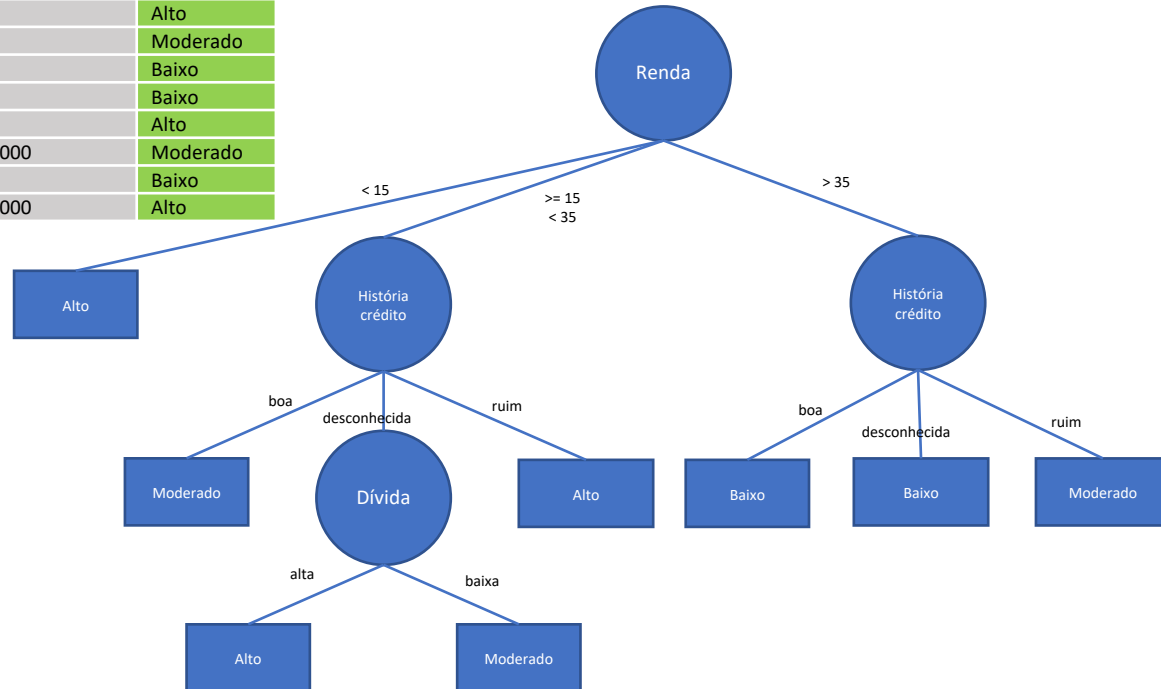 Alto
Moderado
Baixo
Baixo
Alto
000 Moderado
Baixo
000 Alto
Renda
< 15
>= 15
< 35
> 35
Alto
História
crédito
História
crédito
boa
desconhecida
ruim
boa
desconhecida
ruim
Moderado
Dívida
Alto
Baixo
Baixo
Moderado
alta
baixa
Alto
Moderado